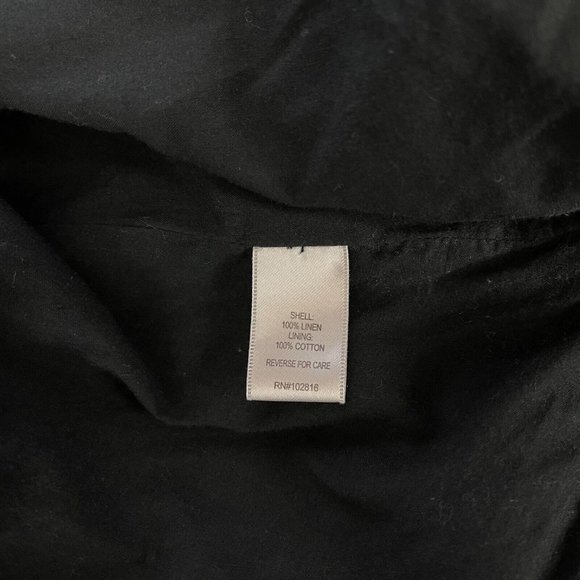 SHELL:
100% LINEN
LINING:
100% COTTON
REVERSE FOR CARE
RN#102816